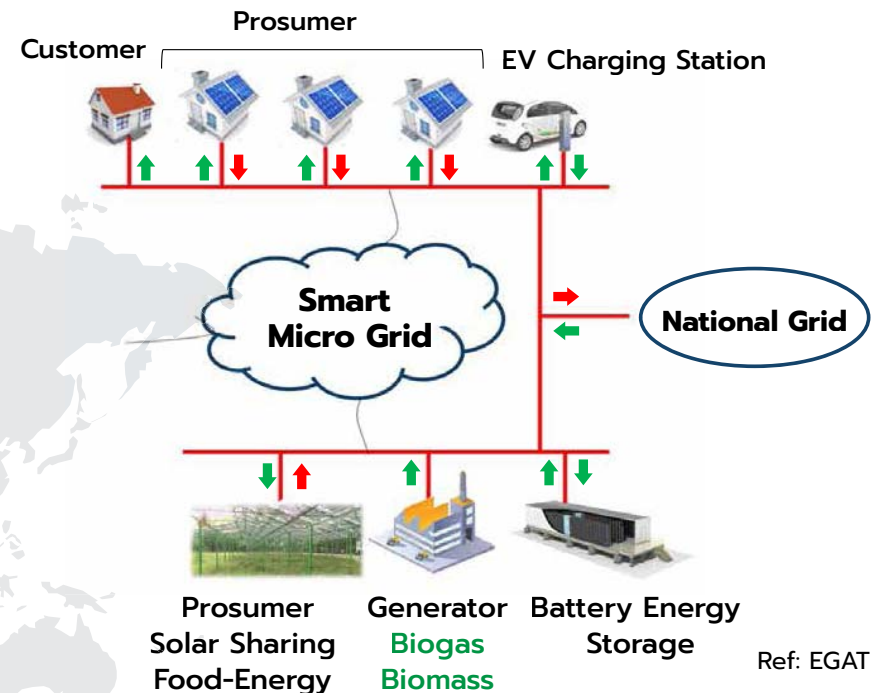 Prosumer
Customer
EV Charging Station
Smart
Micro Grid
National Grid
Prosumer
Solar Sharing
Food-Energy
Generator
Biogas
Biomass
Battery Energy
Storage
Ref: EGAT